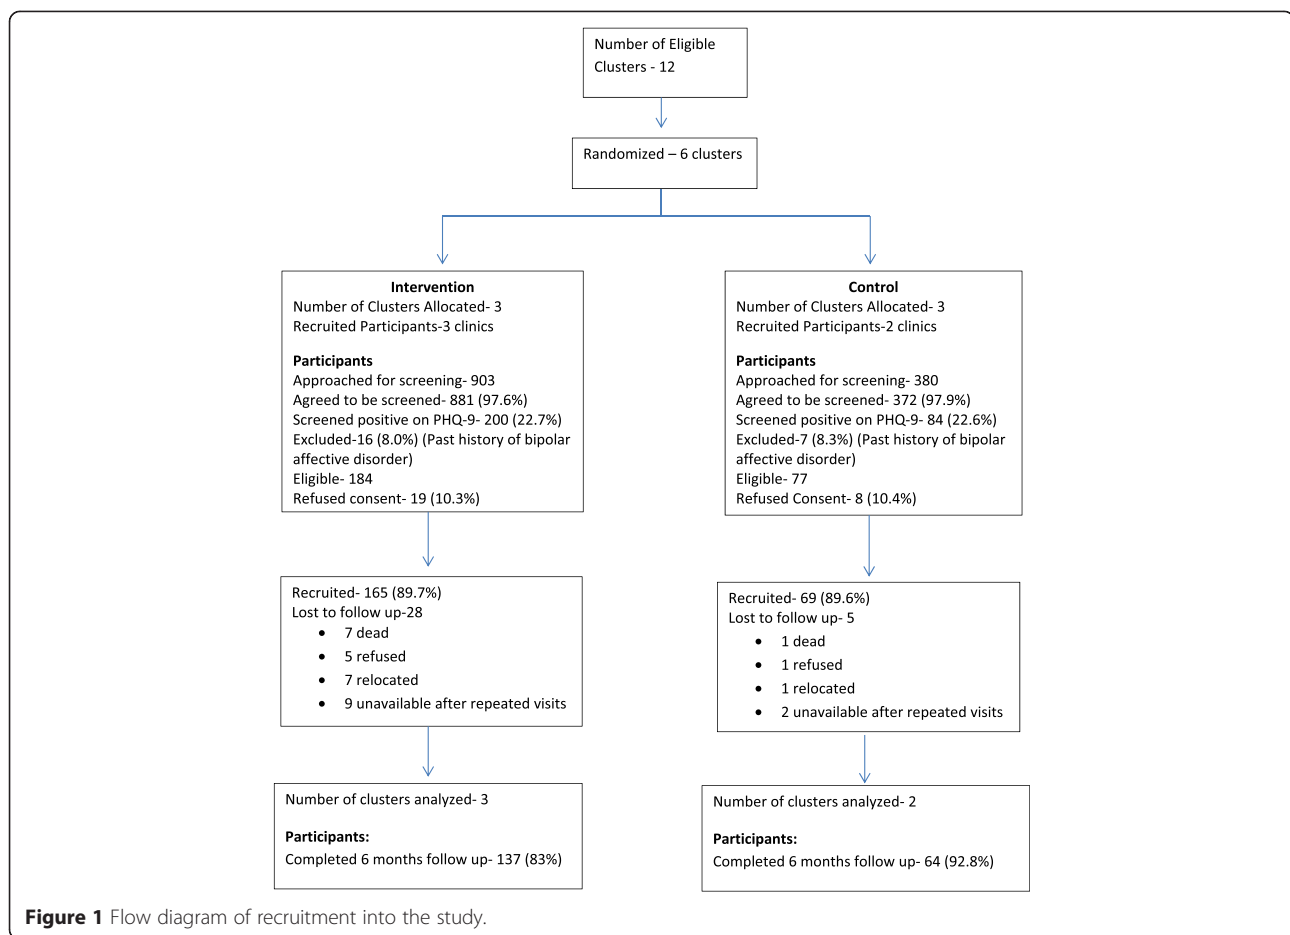 Number of Eligible
Clusters - 12
Randomized – 6 clusters
Intervention
Number of Clusters Allocated- 3
Recruited Participants-3 clinics
Participants
Approached for screening- 903
Agreed to be screened- 881 (97.6%)
Screened positive on PHQ-9- 200 (22.7%)
Excluded-16 (8.0%) (Past history of bipolar
affective disorder)
Eligible- 184
Refused consent- 19 (10.3%)
Control
Number of Clusters Allocated- 3
Recruited Participants-2 clinics
Participants
Approached for screening- 380
Agreed to be screened- 372 (97.9%)
Screened positive on PHQ-9- 84 (22.6%)
Excluded-7 (8.3%) (Past history of bipolar
affective disorder)
Eligible- 77
Refused Consent- 8 (10.4%)
Recruited- 165 (89.7%)
Lost to follow up-28
• 7 dead
• 5 refused
• 7 relocated
• 9 unavailable after repeated visits
Recruited- 69 (89.6%)
Lost to follow up- 5
• 1 dead
• 1 refused
• 1 relocated
• 2 unavailable after repeated visits
Number of clusters analyzed- 3
Participants:
Completed 6 months follow up- 137 (83%)
Number of clusters analyzed- 2
Participants:
Completed 6 months follow up- 64 (92.8%)
Figure 1 Flow diagram of recruitment into the study.